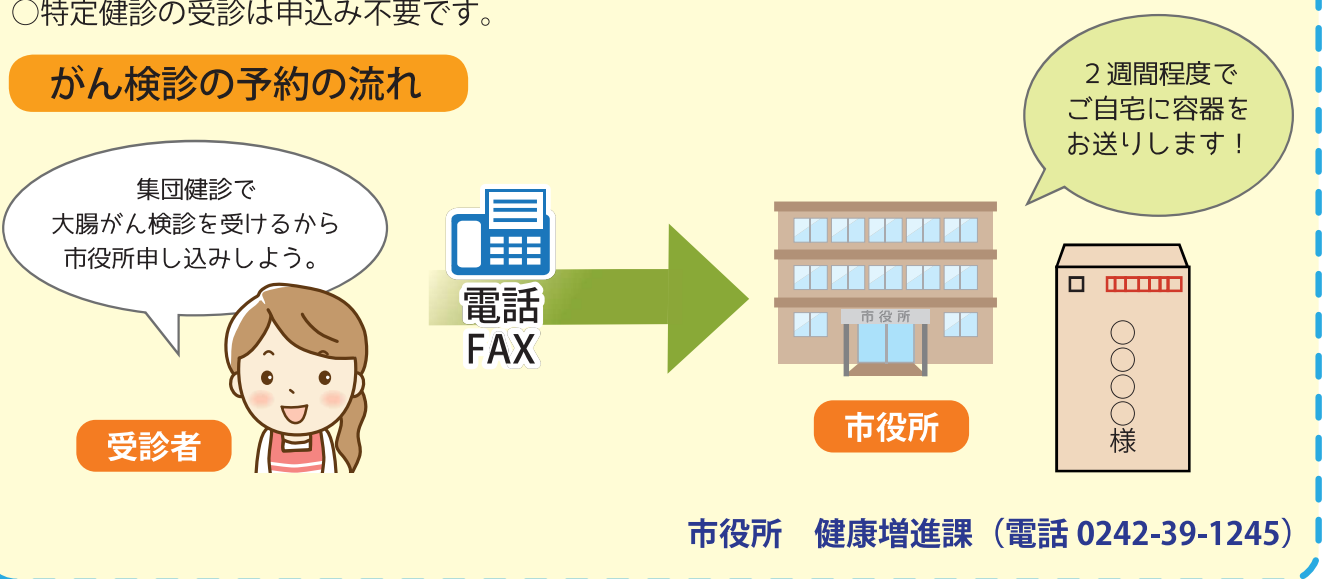 ○特定健診の受診は申込み不要です。
がん検診の予約の流れ
集団健診で
大腸がん検診を受けるから
市役所申し込みしよう。
受診者
電話
FAX
市役所
市役所
2週間程度で
ご自宅に容器を
お送りします！
○○○○様
市役所　健康増進課（電話 0242-39-1245）